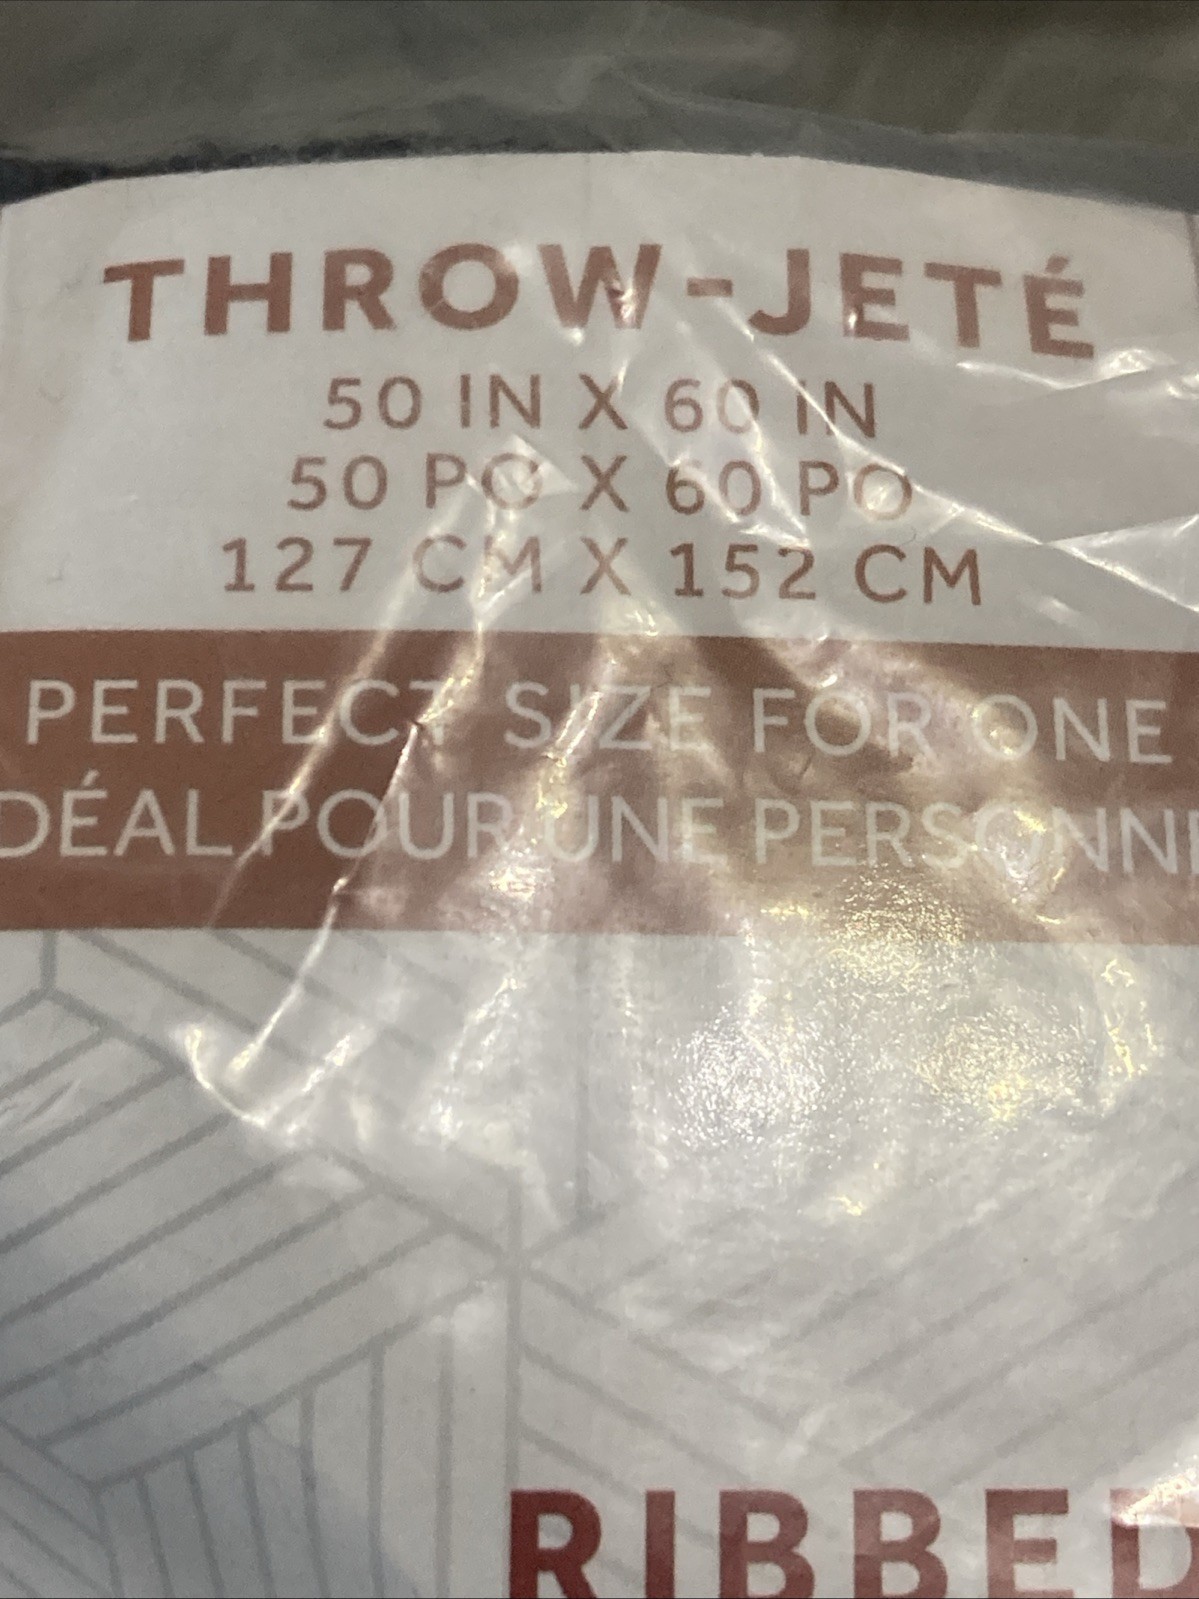 THROW-JETÉ
50 IN X 60 IN
50 PO X 60 PO
127 CM X 152 CM
PERFECT SIZE FOR ONE
DÉAL POUR UNE PERSONNE
RIBBED